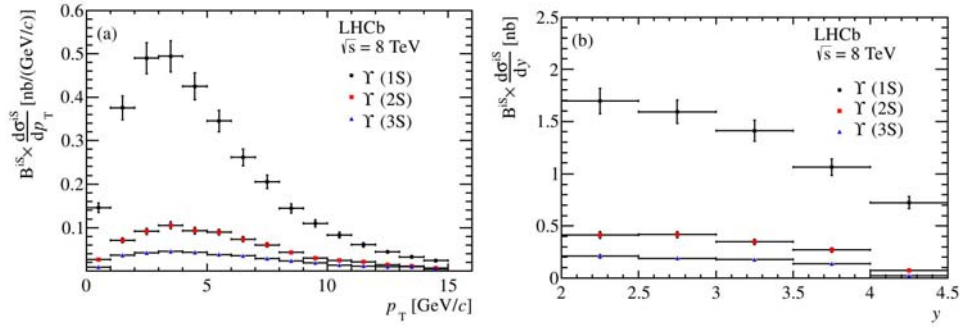 B^{iS} × dσ^{iS}/dp_T [nb/(GeV/c)]
0.6
0.5
0.4
0.3
0.2
0.1
(a)
LHCb
√s = 8 TeV
ϒ (1S)
ϒ (2S)
ϒ (3S)
0 5 10 15
p_T [GeV/c]
B^{iS} × dσ^{iS}/dy [nb]
2.5
2
1.5
1
0.5
0
(b)
LHCb
√s = 8 TeV
ϒ (1S)
ϒ (2S)
ϒ (3S)
2 2.5 3 3.5 4 4.5
y